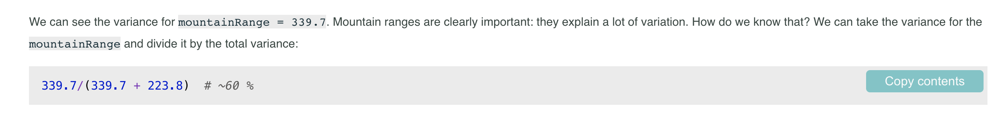 We can see the variance for mountainRange = 339.7. Mountain ranges are clearly important: they explain a lot of variation. How do we know that? We can take the variance for the
mountainRange and divide it by the total variance:
339.7/(339.7 + 223.8)  # ~60 %
Copy contents